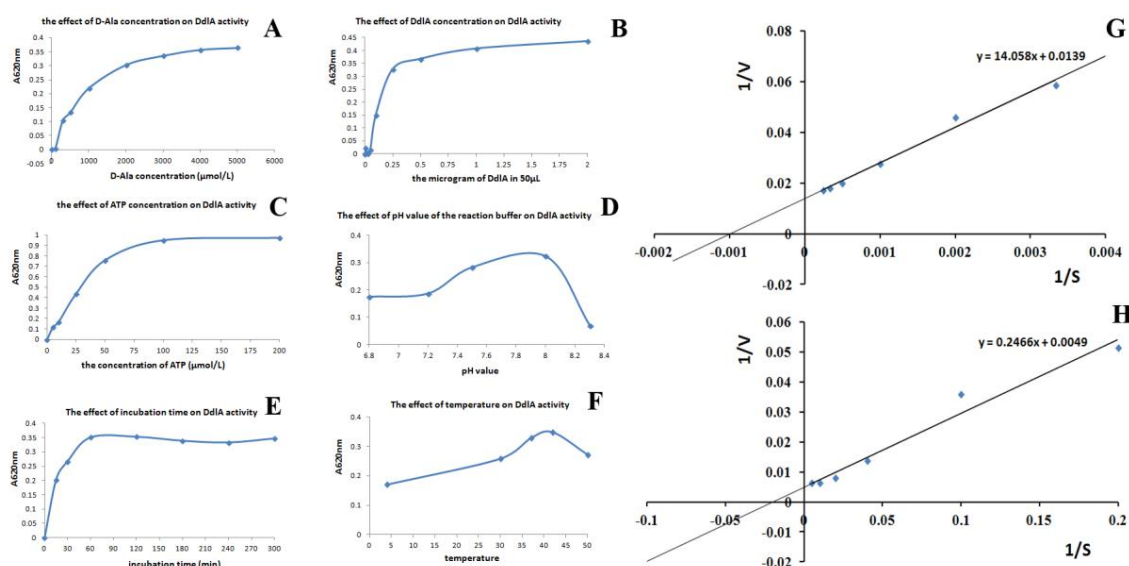 the effect of D-Ala concentration on DdlA activity
A
A620nm
0.4
0.35
0.3
0.25
0.2
0.15
0.1
0.05
0
-0.05
0 1000 2000 3000 4000 5000 6000
D-Ala concentration (μmol/L)
The effect of DdlA concentration on DdlA activity
B
A620nm
0.45
0.4
0.35
0.3
0.25
0.2
0.15
0.1
0.05
0
0 0.25 0.5 0.75 1 1.25 1.5 1.75 2
the microgram of DdlA in 50μL
the effect of ATP concentration on DdlA activity
C
A620nm
1
0.9
0.8
0.7
0.6
0.5
0.4
0.3
0.2
0.1
0
0 25 50 75 100 125 150 175 200
the concentration of ATP (μmol/L)
The effect of pH value of the reaction buffer on DdlA activity
D
A620nm
0.4
0.3
0.2
0.1
0
6.8 7 7.2 7.4 7.6 7.8 8 8.2 8.4
pH value
The effect of incubation time on DdlA activity
E
A620nm
0.4
0.35
0.3
0.25
0.2
0.15
0.1
0.05
0
0 30 60 90 120 150 180 210 240 270 300
incubation time (min)
The effect of temperature on DdlA activity
F
A620nm
0.4
0.3
0.2
0.1
0
0 5 10 15 20 25 30 35 40 45 50
temperature
G
1/V
y = 14.058x + 0.0139
0.08
0.06
0.04
0.02
0
-0.02
-0.002 -0.001 0 0.001 0.002 0.003 0.004
1/S
H
1/V
y = 0.2466x + 0.0049
0.06
0.05
0.04
0.03
0.02
0.01
0
-0.01
-0.02
-0.1 -0.05 0 0.05 0.1 0.15 0.2
1/S